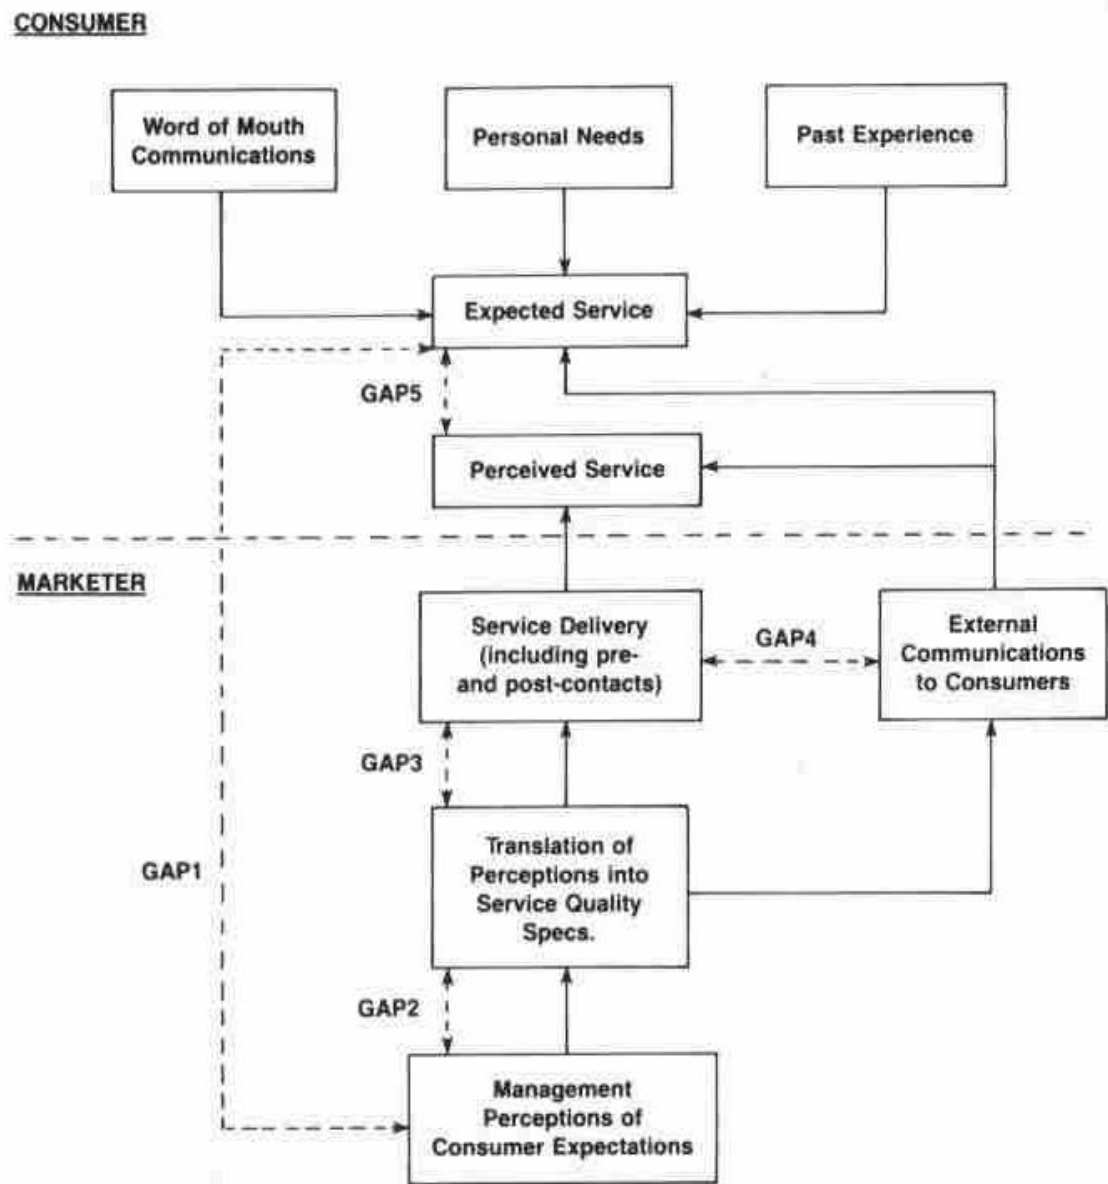 CONSUMER
Word of Mouth
Communications
Personal Needs
Past Experience
Expected Service
GAP5
Perceived Service
MARKETER
Service Delivery
(including pre-
and post-contacts)
GAP4
External
Communications
to Consumers
GAP3
GAP1
Translation of
Perceptions into
Service Quality
Specs.
GAP2
Management
Perceptions of
Consumer Expectations